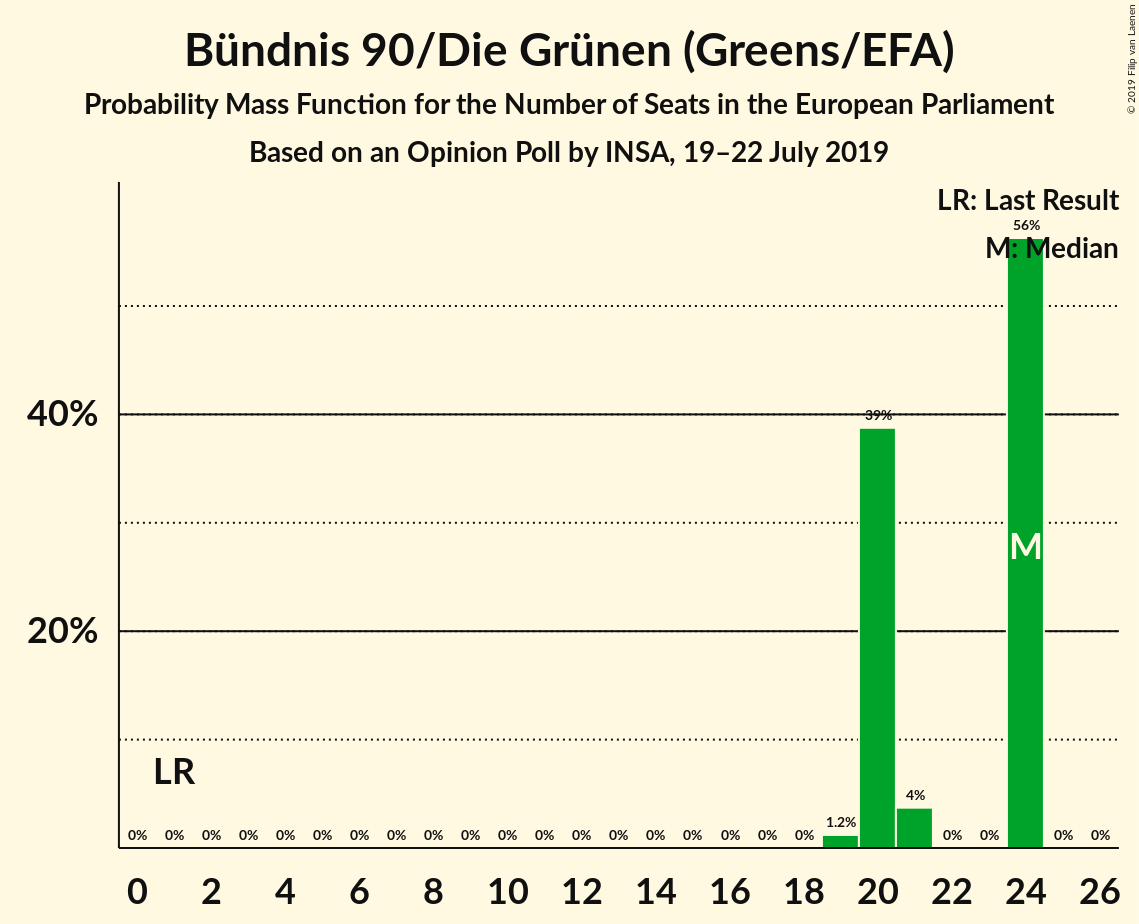 Bündnis 90/Die Grünen (Greens/EFA)
Probability Mass Function for the Number of Seats in the European Parliament
Based on an Opinion Poll by INSA, 19–22 July 2019
© 2019 Filip van Laenen
LR: Last Result
56%
M: Median
40%
39%
M
20%
LR
4%
1.2%
0% 0% 0% 0% 0% 0% 0% 0% 0% 0% 0% 0% 0% 0% 0% 0% 0% 0% 0% 0% 0% 0% 0%
0 2 4 6 8 10 12 14 16 18 20 22 24 26